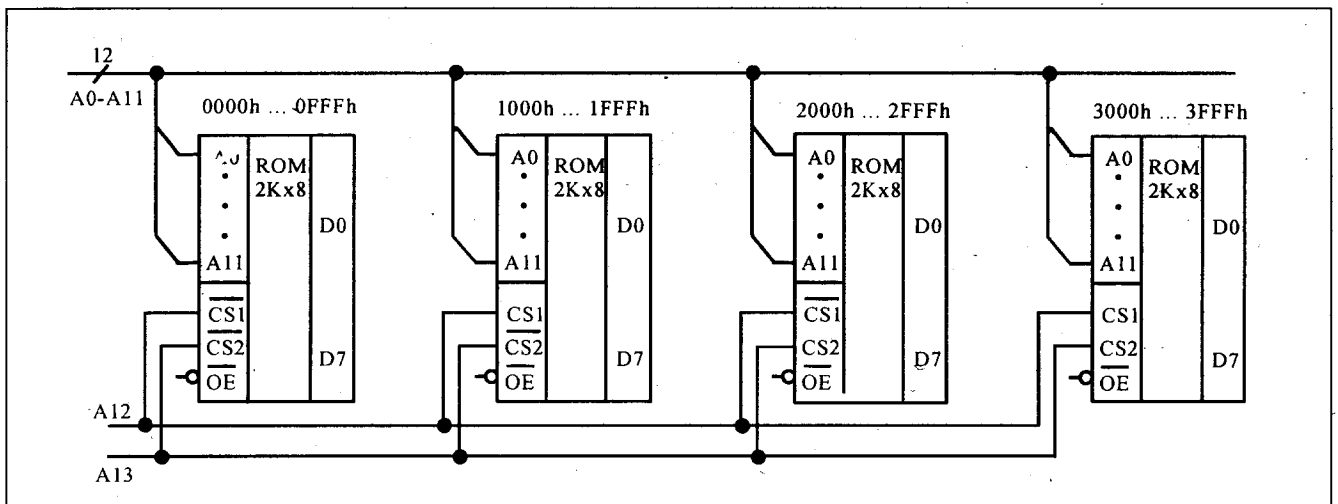 12
A0-A11
0000h ... 0FFFh
1000h ... 1FFFh
2000h ... 2FFFh
3000h ... 3FFFh
ROM
2Kx8
D0
A11
CS1
CS2
OE
D7
A0
ROM
2Kx8
D0
A11
CS1
CS2
OE
D7
A0
ROM
2Kx8
D0
A11
CS1
CS2
OE
D7
A0
ROM
2Kx8
D0
A11
CS1
CS2
OE
D7
A12
A13